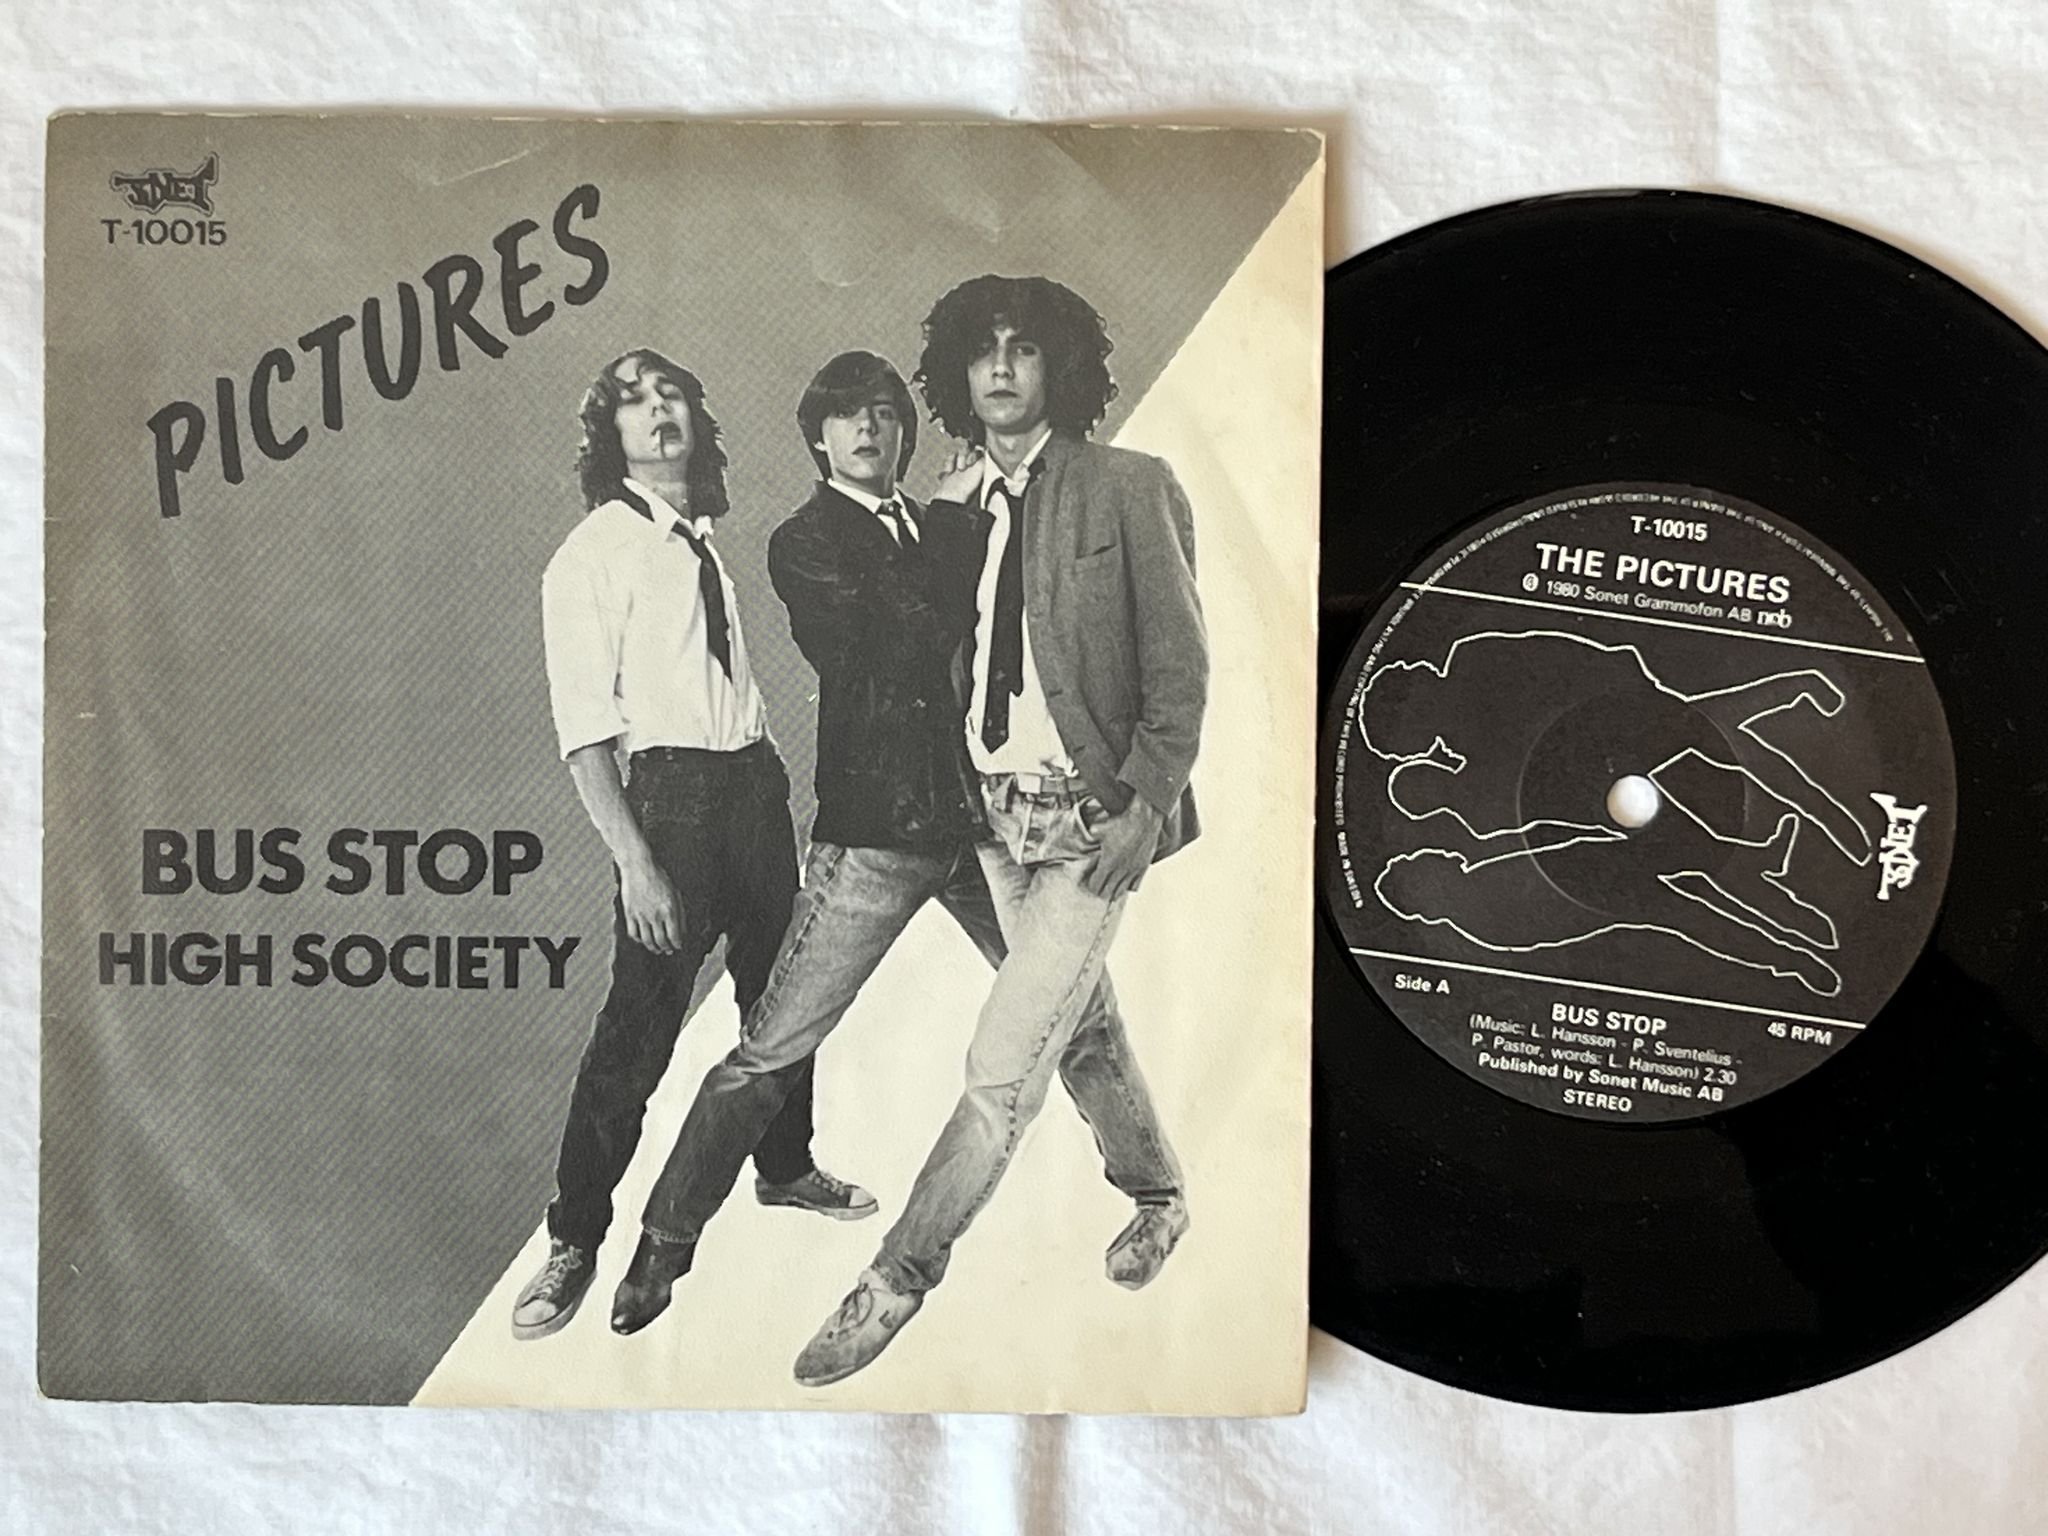 SONET
T-10015
PICTURES
BUS STOP
HIGH SOCIETY
T-10015
THE PICTURES
℗ 1980 Sonet Grammofon AB ncb
SONET
Side A
BUS STOP
45 RPM
(Music: L. Hansson - P. Sventelius -
P. Pastor, words: L. Hansson) 2.30
Published by Sonet Music AB
STEREO